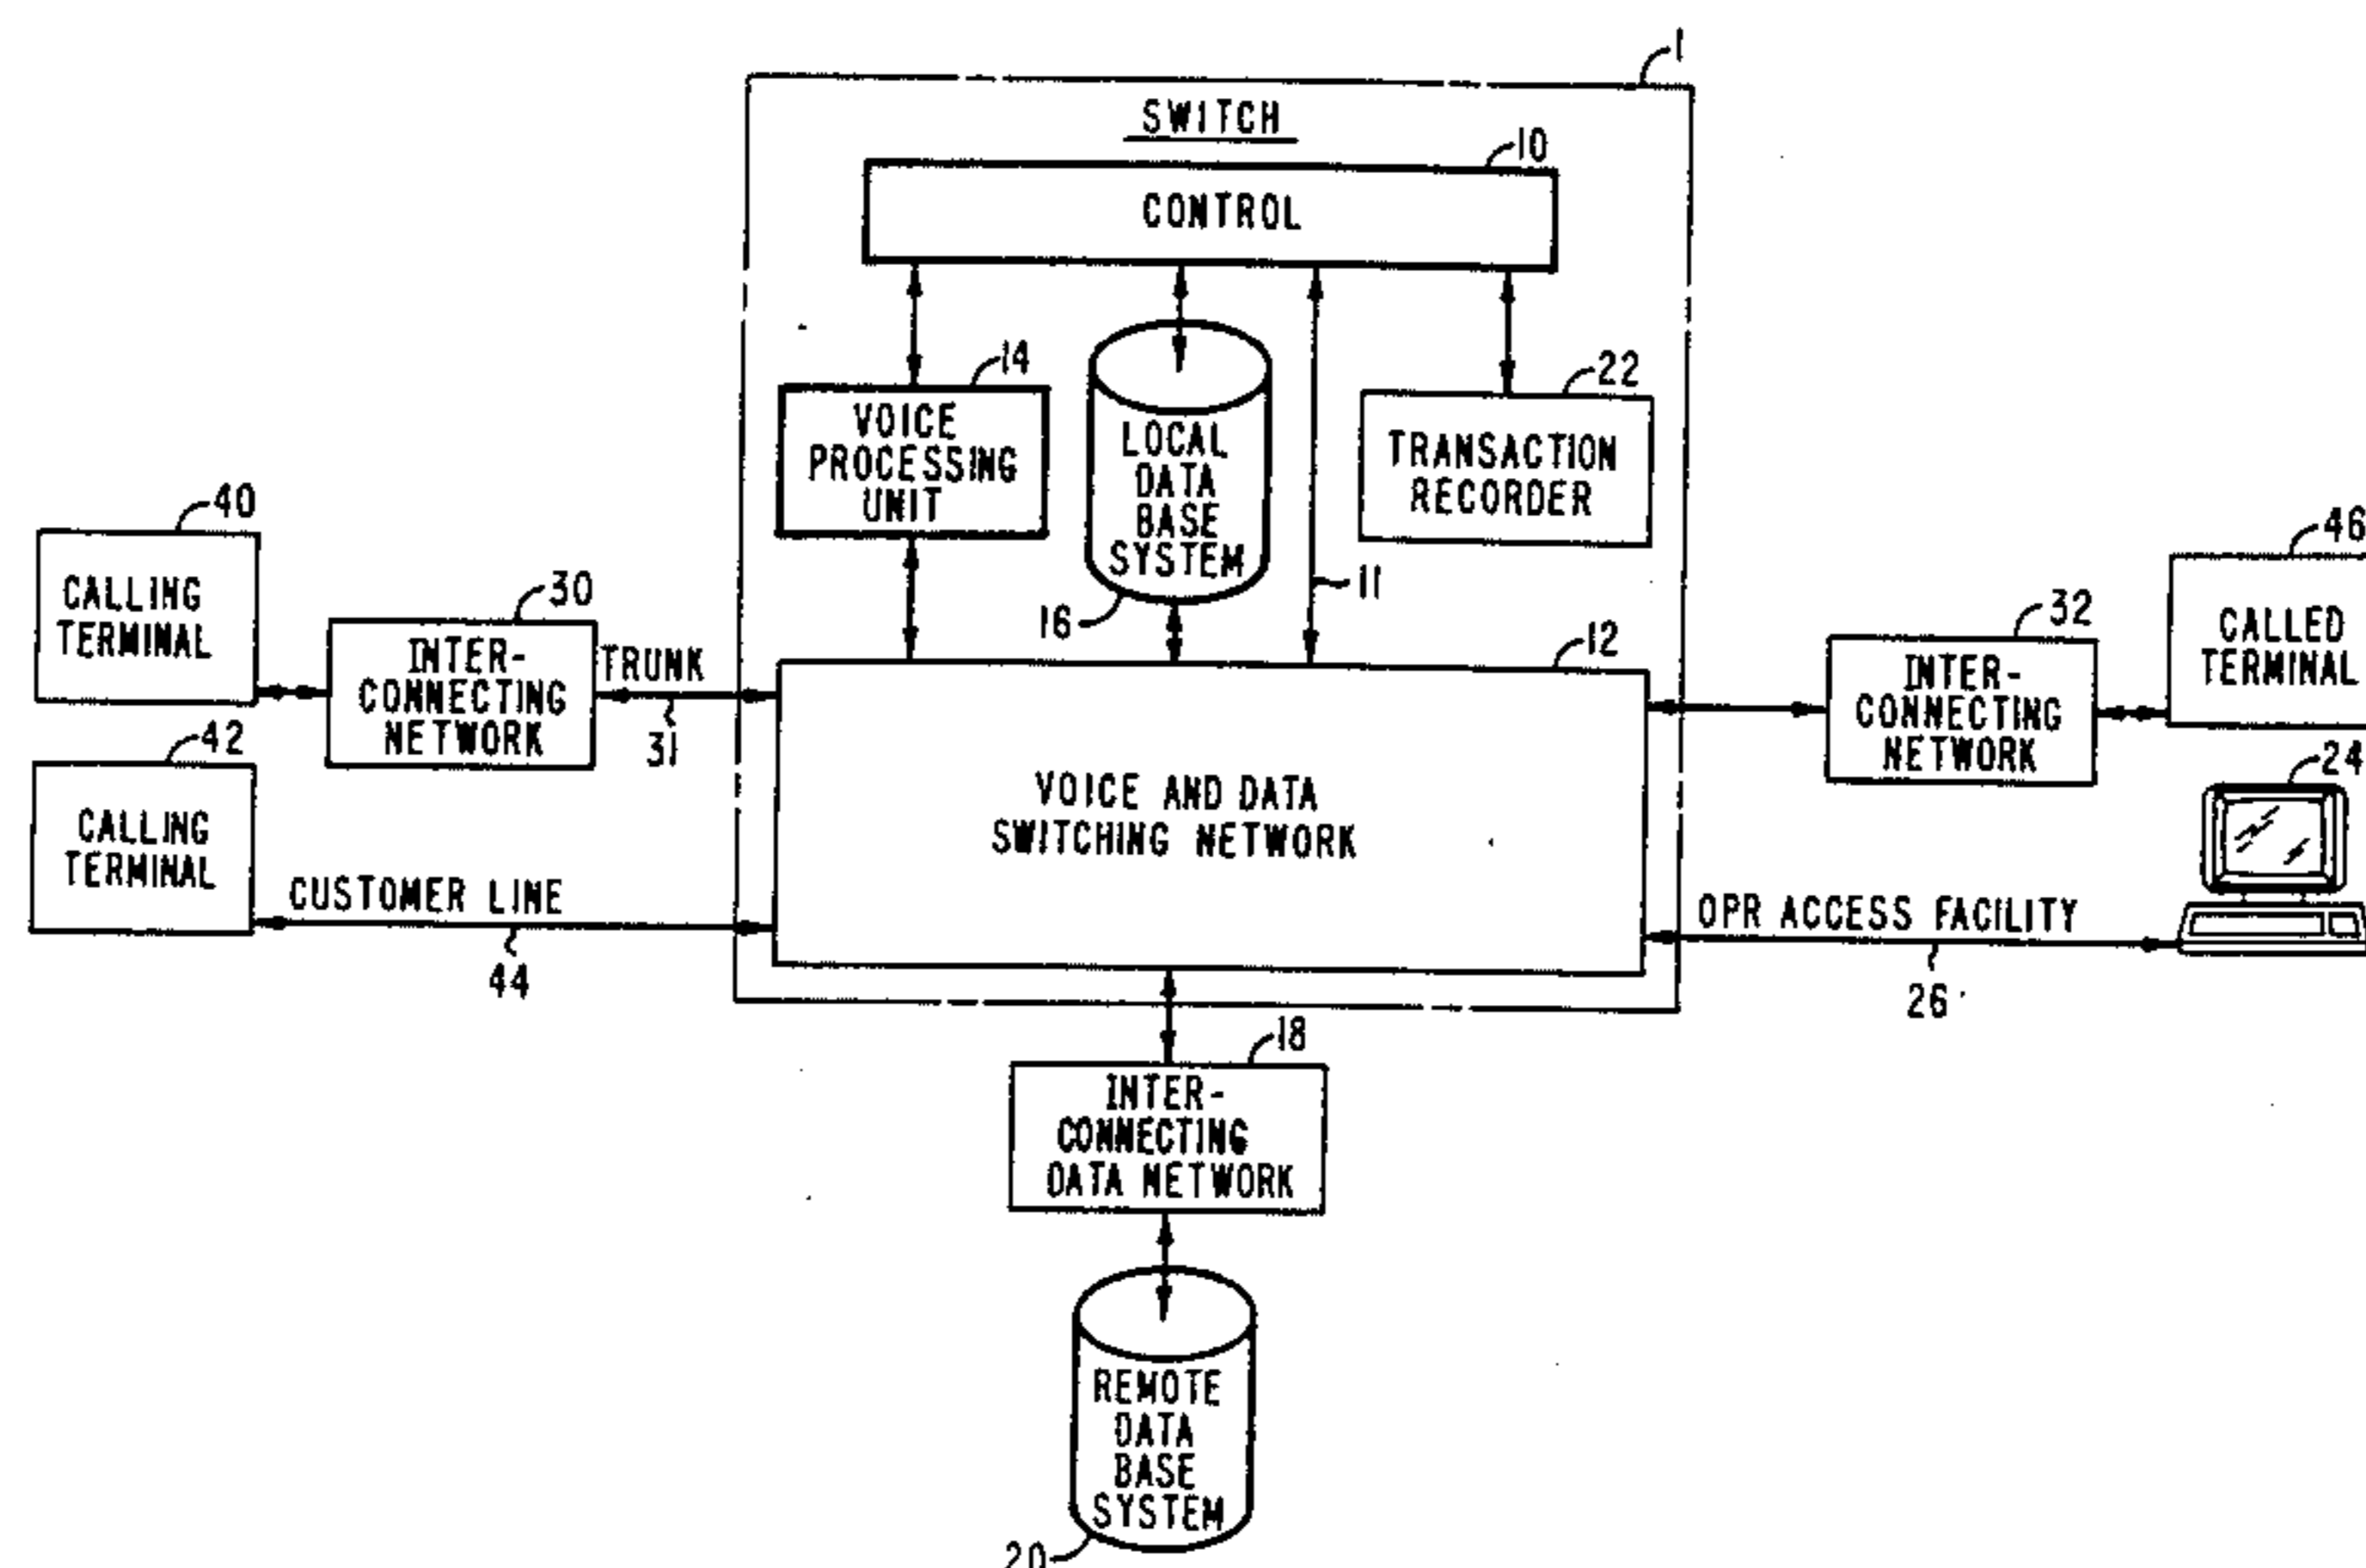 1
SWITCH
10
CONTROL
14
VOICE
PROCESSING
UNIT
LOCAL
DATA
BASE
SYSTEM
16
11
22
TRANSACTION
RECORDER
40
CALLING
TERMINAL
30
INTER-
CONNECTING
NETWORK
TRUNK
31
42
CALLING
TERMINAL
CUSTOMER LINE
44
12
VOICE AND DATA
SWITCHING NETWORK
32
INTER-
CONNECTING
NETWORK
46
CALLED
TERMINAL
24
OPR ACCESS FACILITY
26
18
INTER-
CONNECTING
DATA NETWORK
REMOTE
DATA
BASE
SYSTEM
20